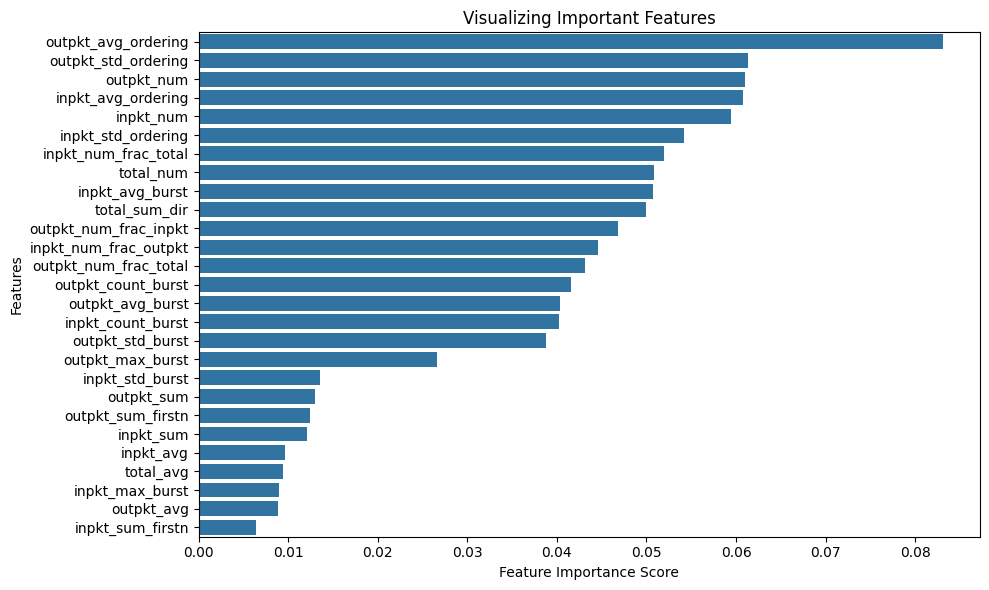 Visualizing Important Features
outpkt_avg_ordering
outpkt_std_ordering
outpkt_num
inpkt_avg_ordering
inpkt_num
inpkt_std_ordering
inpkt_num_frac_total
total_num
inpkt_avg_burst
total_sum_dir
outpkt_num_frac_inpkt
inpkt_num_frac_outpkt
outpkt_num_frac_total
outpkt_count_burst
outpkt_avg_burst
inpkt_count_burst
outpkt_std_burst
outpkt_max_burst
inpkt_std_burst
outpkt_sum
outpkt_sum_firstn
inpkt_sum
inpkt_avg
total_avg
inpkt_max_burst
outpkt_avg
inpkt_sum_firstn
Features
0.00 0.01 0.02 0.03 0.04 0.05 0.06 0.07 0.08
Feature Importance Score